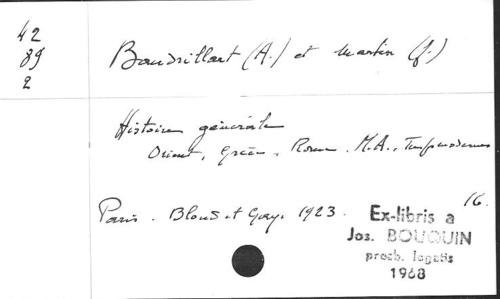 42
89
2
Baudrillart (A.) et Martin (J.)
Histoire générale
Orient, Grèce, Rome, M.A., Temps modernes
Paris. Bloud et Gay. 1923. 16.
Ex-libris a
Jos. BOUQUIN
presb. legatis
1968